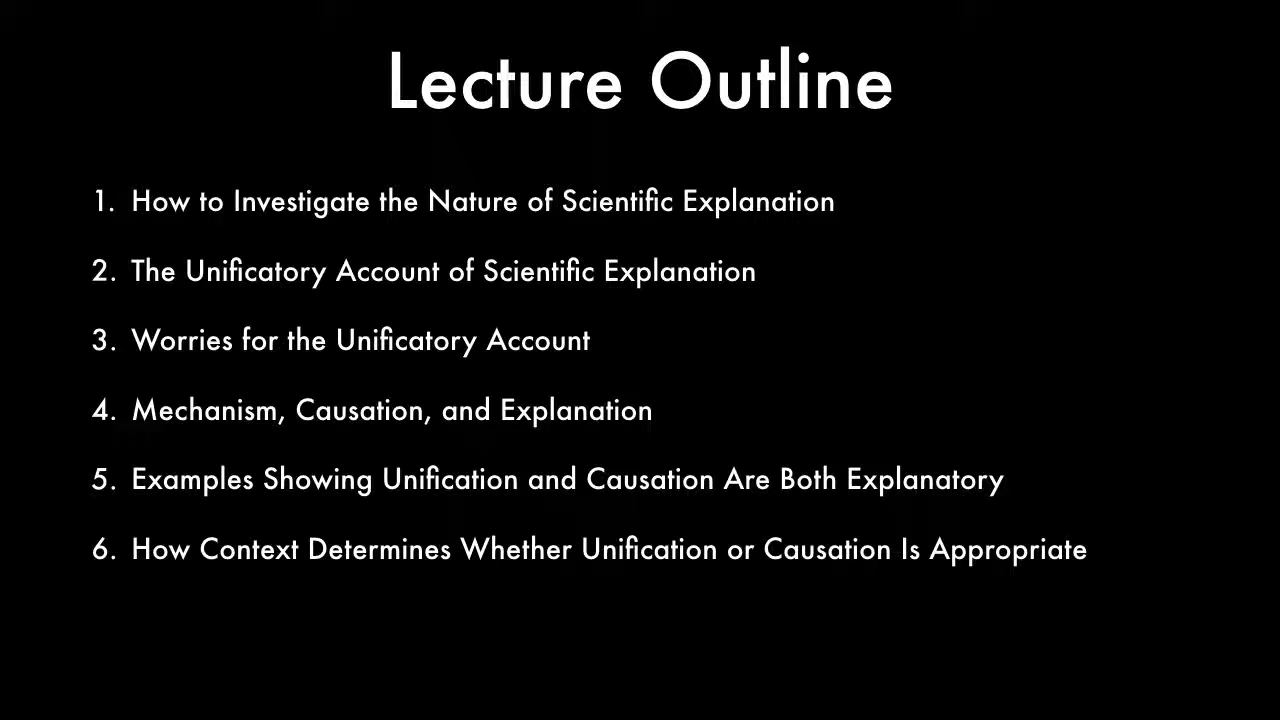 Lecture Outline
1. How to Investigate the Nature of Scientific Explanation
2. The Unificatory Account of Scientific Explanation
3. Worries for the Unificatory Account
4. Mechanism, Causation, and Explanation
5. Examples Showing Unification and Causation Are Both Explanatory
6. How Context Determines Whether Unification or Causation Is Appropriate